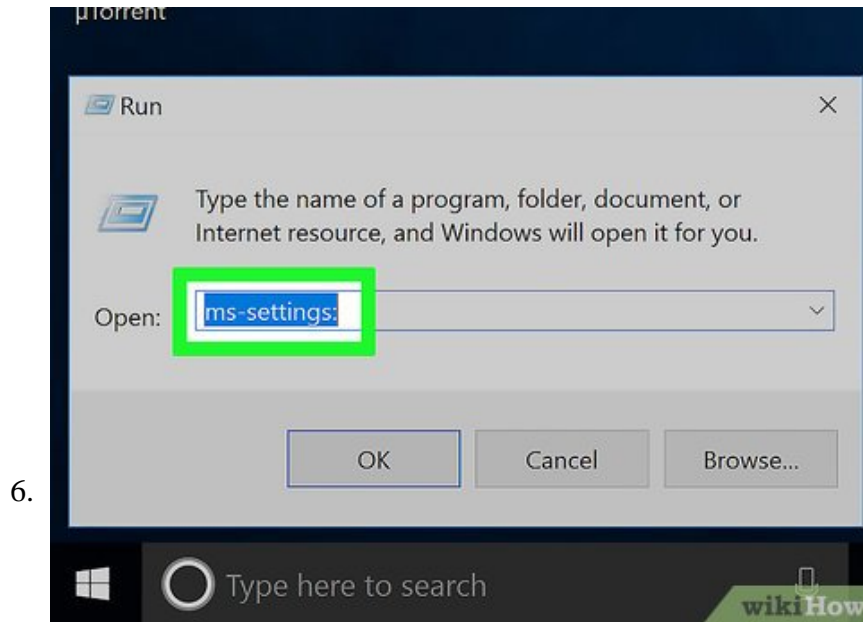 µTorrent
Run
Type the name of a program, folder, document, or
Internet resource, and Windows will open it for you.
Open: ms-settings:
OK Cancel Browse...
6.
Type here to search
wikiHow